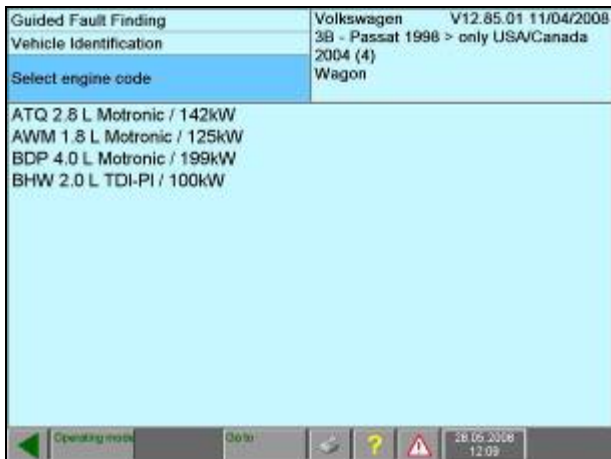 Guided Fault Finding
Vehicle Identification
Select engine code
Volkswagen V12.85.01 11/04/2008
3B - Passat 1998 > only USA/Canada
2004 (4)
Wagon
ATQ 2.8 L Motronic / 142kW
AWM 1.8 L Motronic / 125kW
BDP 4.0 L Motronic / 199kW
BHW 2.0 L TDI-PI / 100kW
Operating mode
Go to
?
28.05.2008
12:09